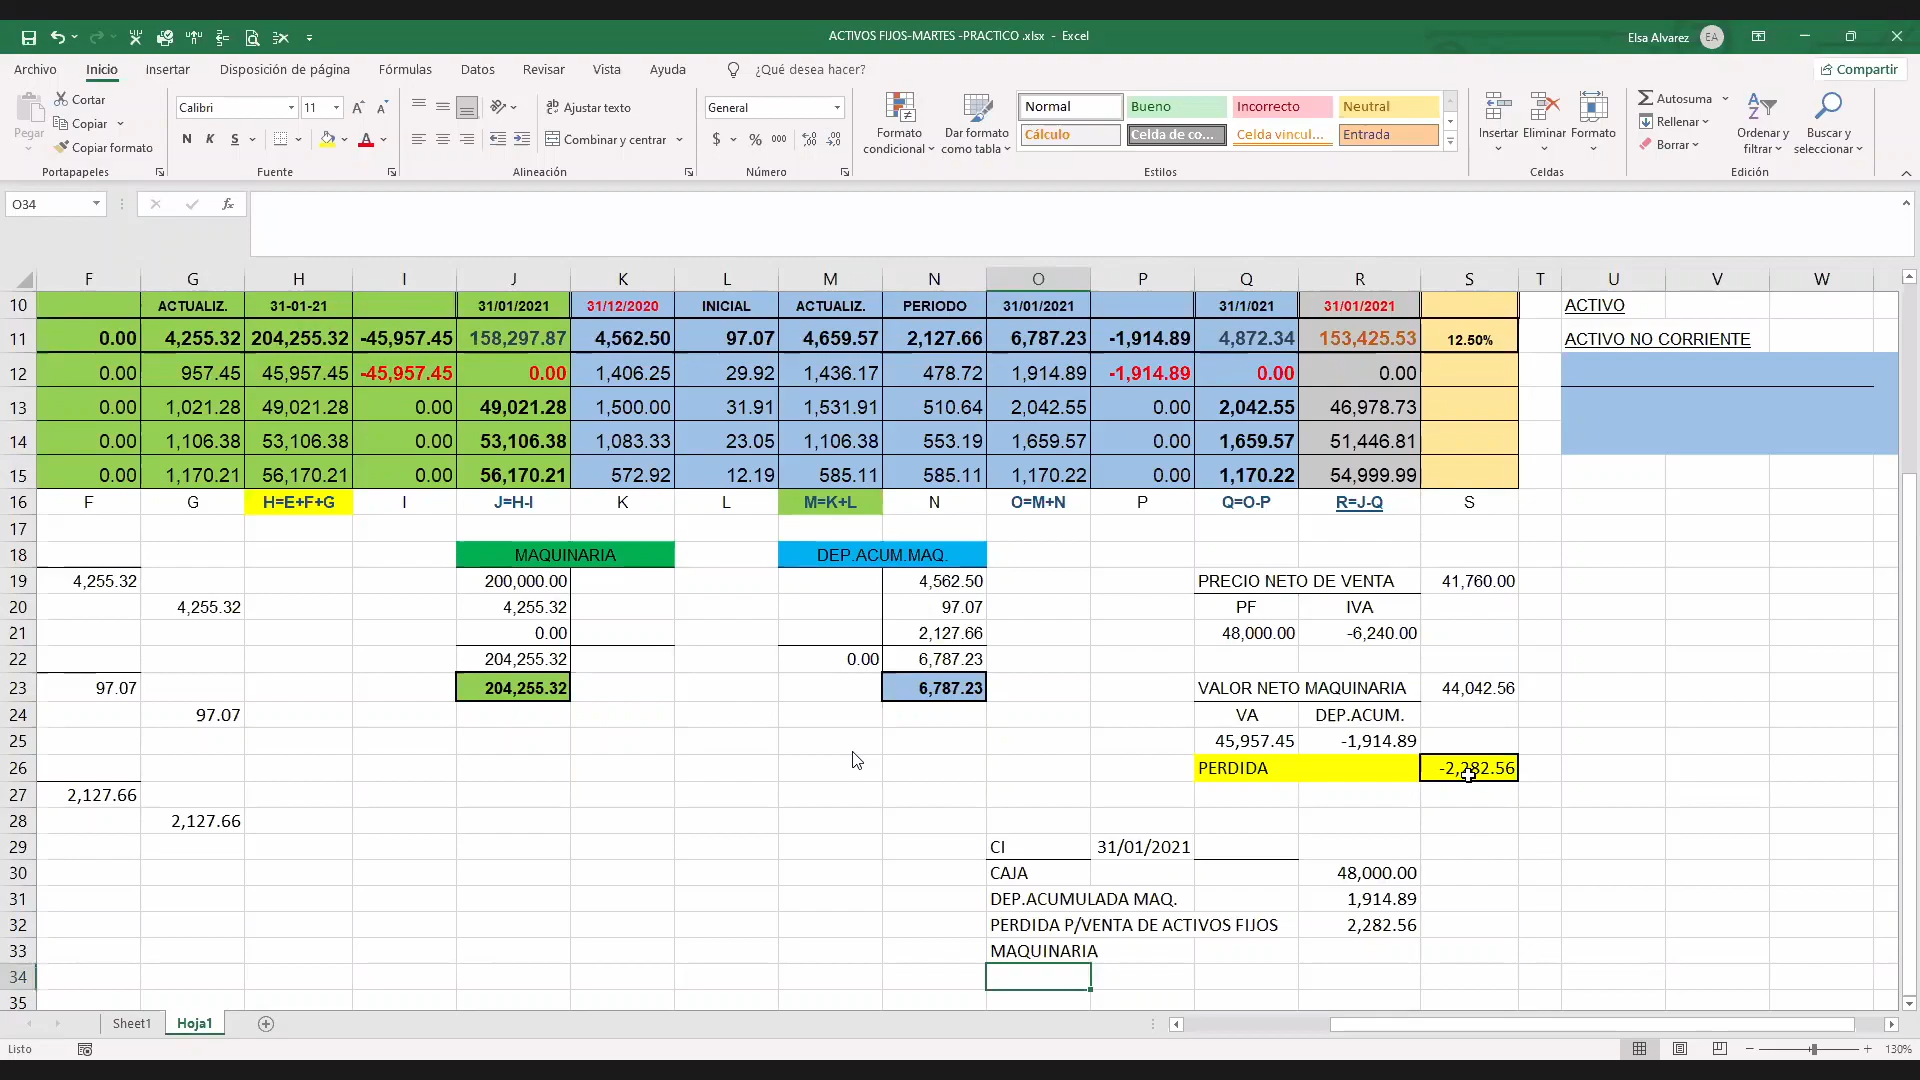 ACTIVOS FIJOS-MARTES -PRACTICO .xlsx - Excel
Elsa Alvarez EA
Archivo Inicio Insertar Disposición de página Fórmulas Datos Revisar Vista Ayuda ¿Qué desea hacer? Compartir
Pegar
Cortar
Copiar
Copiar formato
Portapapeles
Calibri 11
N K S
Fuente
Ajustar texto
Combinar y centrar
Alineación
General
$ % 000
Número
Formato condicional
Dar formato como tabla
Normal Bueno Incorrecto Neutral
Cálculo Celda de co... Celda vincul... Entrada
Estilos
Insertar Eliminar Formato
Celdas
Autosuma
Rellenar
Borrar
Ordenar y filtrar
Buscar y seleccionar
Edición
O34 fx
F G H I J K L M N O P Q R S T U V W
10 ACTUALIZ. 31-01-21 31/01/2021 31/12/2020 INICIAL ACTUALIZ. PERIODO 31/01/2021 31/1/021 31/01/2021 ACTIVO
11 0.00 4,255.32 204,255.32 -45,957.45 158,297.87 4,562.50 97.07 4,659.57 2,127.66 6,787.23 -1,914.89 4,872.34 153,425.53 12.50% ACTIVO NO CORRIENTE
12 0.00 957.45 45,957.45 -45,957.45 0.00 1,406.25 29.92 1,436.17 478.72 1,914.89 -1,914.89 0.00 0.00
13 0.00 1,021.28 49,021.28 0.00 49,021.28 1,500.00 31.91 1,531.91 510.64 2,042.55 0.00 2,042.55 46,978.73
14 0.00 1,106.38 53,106.38 0.00 53,106.38 1,083.33 23.05 1,106.38 553.19 1,659.57 0.00 1,659.57 51,446.81
15 0.00 1,170.21 56,170.21 0.00 56,170.21 572.92 12.19 585.11 585.11 1,170.22 0.00 1,170.22 54,999.99
16 F G H=E+F+G I J=H-I K L M=K+L N O=M+N P Q=O-P R=J-Q S
17
18 MAQUINARIA DEP.ACUM.MAQ.
19 4,255.32 200,000.00 4,562.50 PRECIO NETO DE VENTA 41,760.00
20 4,255.32 4,255.32 97.07 PF IVA
21 0.00 2,127.66 48,000.00 -6,240.00
22 204,255.32 0.00 6,787.23
23 97.07 204,255.32 6,787.23 VALOR NETO MAQUINARIA 44,042.56
24 97.07 VA DEP.ACUM.
25 45,957.45 -1,914.89
26 PERDIDA -2,282.56
27 2,127.66
28 2,127.66
29 CI 31/01/2021
30 CAJA 48,000.00
31 DEP.ACUMULADA MAQ. 1,914.89
32 PERDIDA P/VENTA DE ACTIVOS FIJOS 2,282.56
33 MAQUINARIA
34
35
Sheet1 Hoja1
Listo 130%